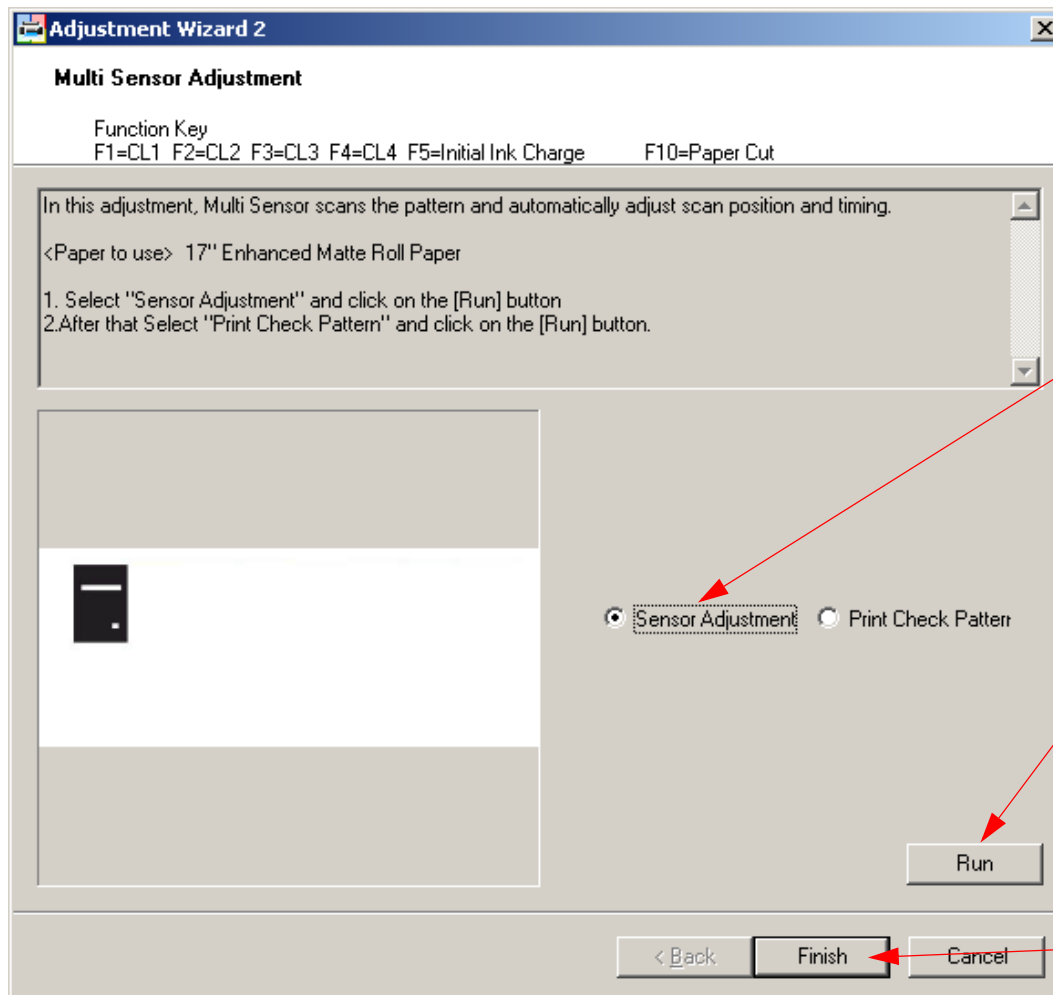 Adjustment Wizard 2
Multi Sensor Adjustment
Function Key
F1=CL1 F2=CL2 F3=CL3 F4=CL4 F5=Initial Ink Charge F10=Paper Cut
In this adjustment, Multi Sensor scans the pattern and automatically adjust scan position and timing.
<Paper to use> 17" Enhanced Matte Roll Paper
1. Select "Sensor Adjustment" and click on the [Run] button
2.After that Select "Print Check Pattern" and click on the [Run] button.
Sensor Adjustment Print Check Pattern
Run
< Back Finish Cancel